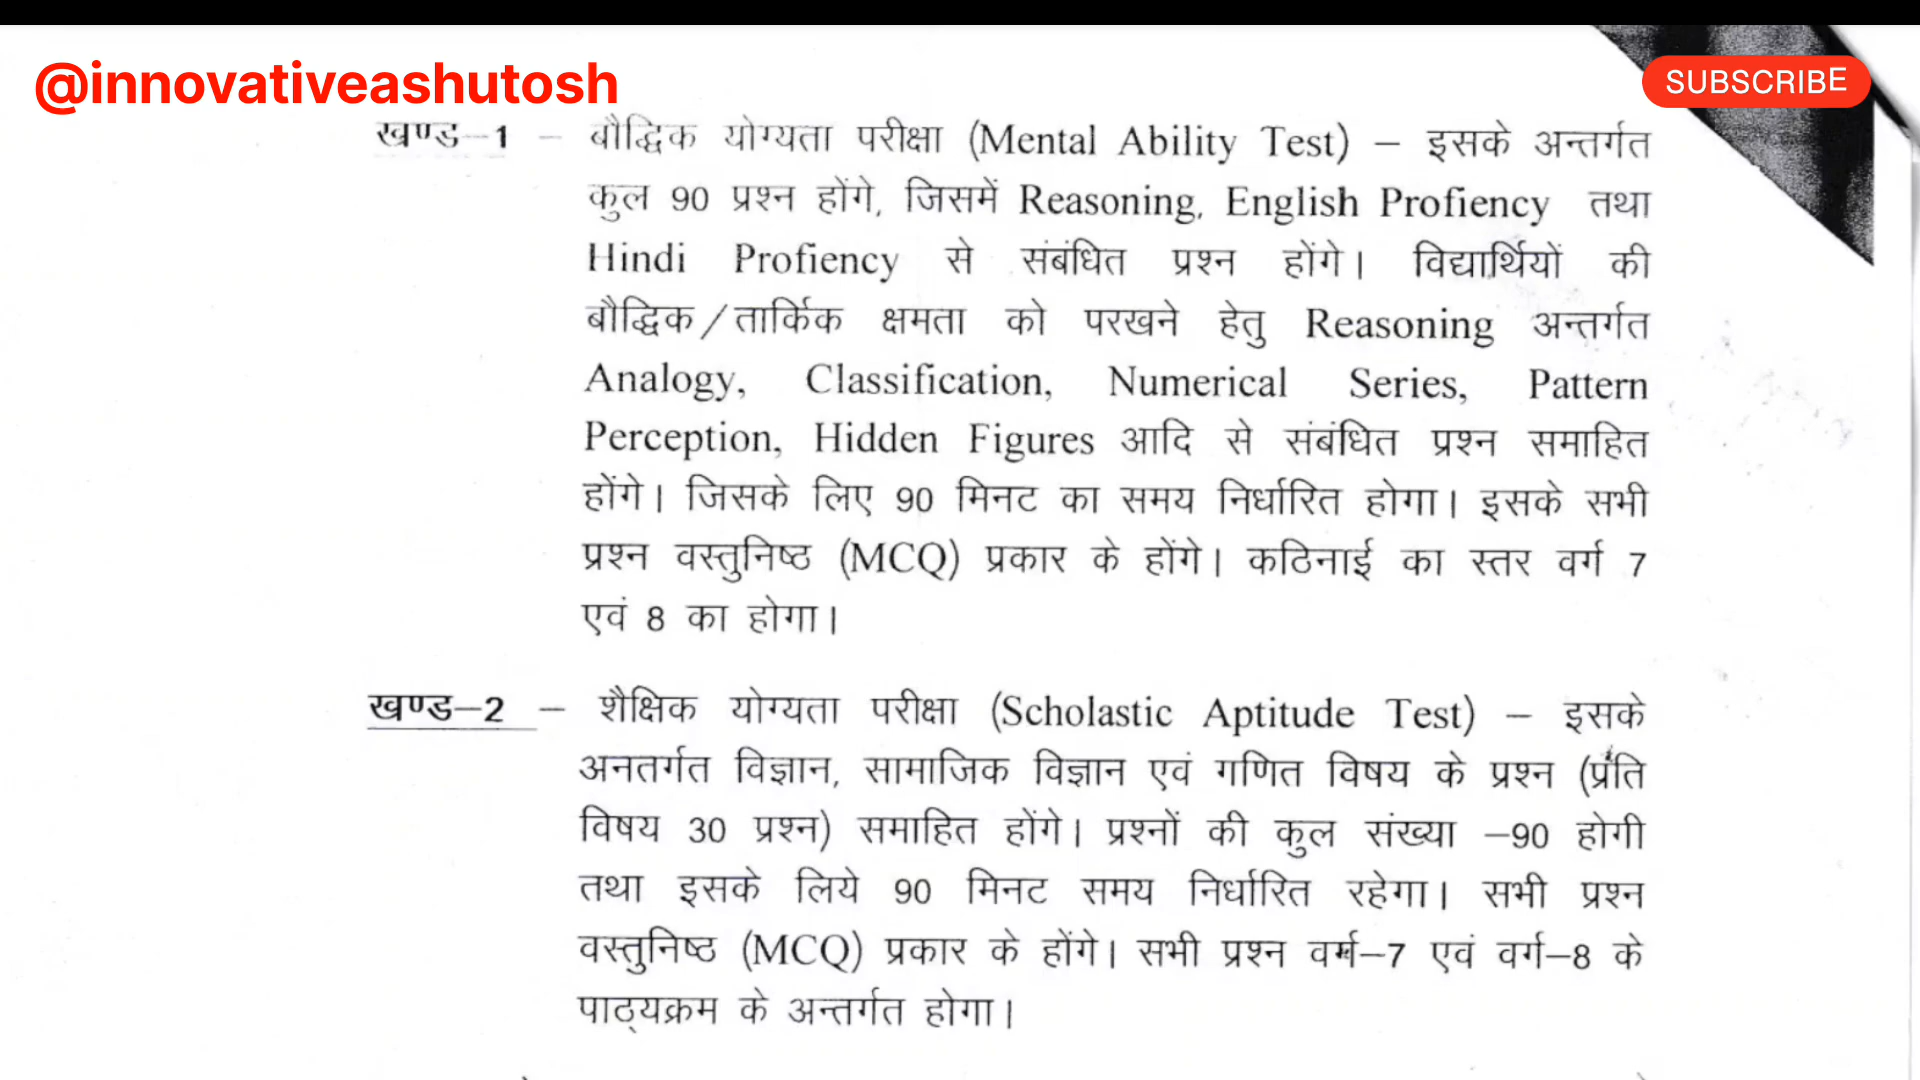 @innovativeashutosh
SUBSCRIBE
खण्ड–1 – बौद्धिक योग्यता परीक्षा (Mental Ability Test) – इसके अन्तर्गत
कुल 90 प्रश्न होंगे, जिसमें Reasoning, English Profiency तथा
Hindi Profiency से संबंधित प्रश्न होंगे। विद्यार्थियों की
बौद्धिक/तार्किक क्षमता को परखने हेतु Reasoning अन्तर्गत
Analogy, Classification, Numerical Series, Pattern
Perception, Hidden Figures आदि से संबंधित प्रश्न समाहित
होंगे। जिसके लिए 90 मिनट का समय निर्धारित होगा। इसके सभी
प्रश्न वस्तुनिष्ठ (MCQ) प्रकार के होंगे। कठिनाई का स्तर वर्ग 7
एवं 8 का होगा।
खण्ड–2 – शैक्षिक योग्यता परीक्षा (Scholastic Aptitude Test) – इसके
अनतर्गत विज्ञान, सामाजिक विज्ञान एवं गणित विषय के प्रश्न (प्रति
विषय 30 प्रश्न) समाहित होंगे। प्रश्नों की कुल संख्या –90 होगी
तथा इसके लिये 90 मिनट समय निर्धारित रहेगा। सभी प्रश्न
वस्तुनिष्ठ (MCQ) प्रकार के होंगे। सभी प्रश्न वर्ग–7 एवं वर्ग–8 के
पाठ्यक्रम के अन्तर्गत होगा।